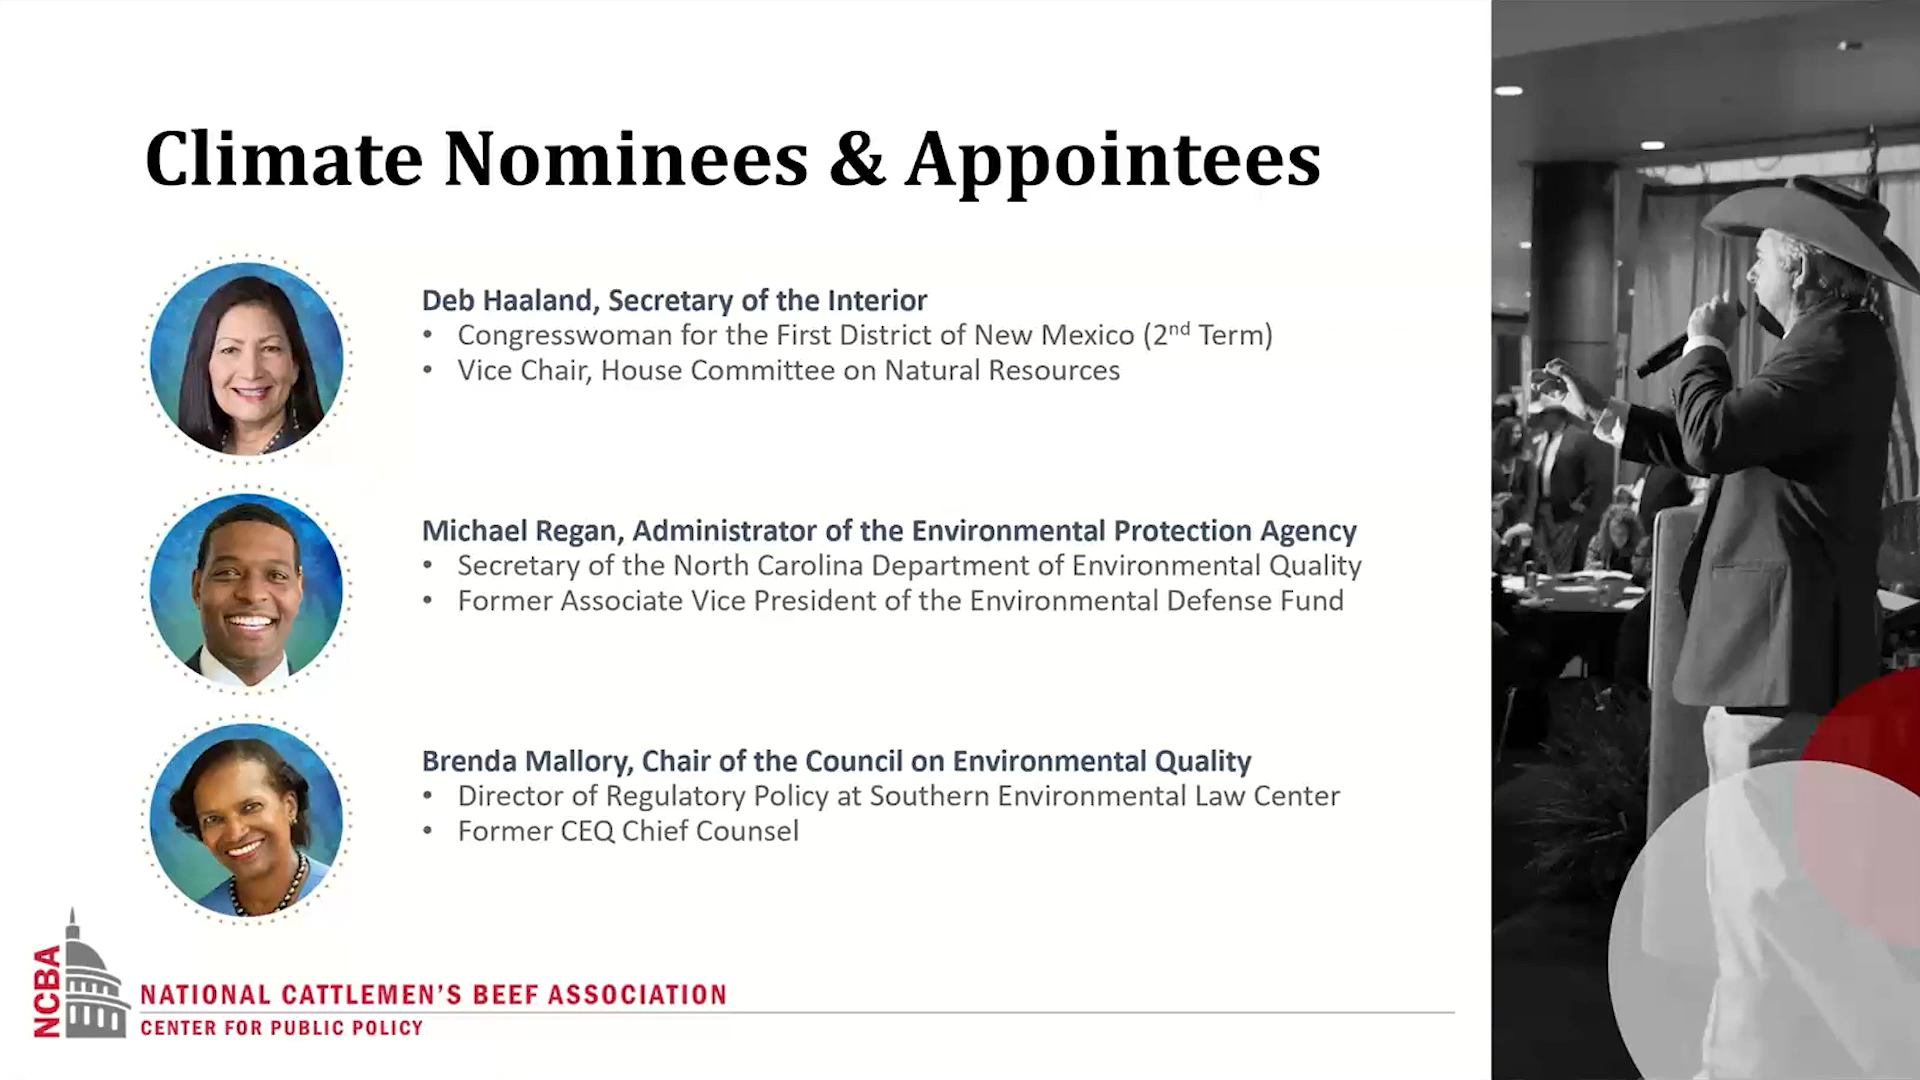 Climate Nominees & Appointees
Deb Haaland, Secretary of the Interior
• Congresswoman for the First District of New Mexico (2nd Term)
• Vice Chair, House Committee on Natural Resources
Michael Regan, Administrator of the Environmental Protection Agency
• Secretary of the North Carolina Department of Environmental Quality
• Former Associate Vice President of the Environmental Defense Fund
Brenda Mallory, Chair of the Council on Environmental Quality
• Director of Regulatory Policy at Southern Environmental Law Center
• Former CEQ Chief Counsel
NCBA
NATIONAL CATTLEMEN'S BEEF ASSOCIATION
CENTER FOR PUBLIC POLICY